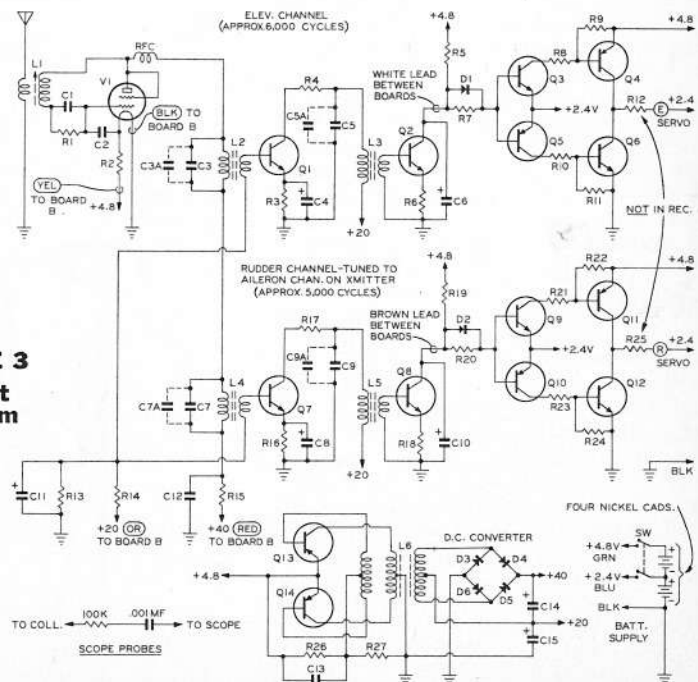 ELEV. CHANNEL
(APPROX. 6,000 CYCLES)
+4.8
R9
+4.8
L1
RFC
V1
R5
D1
R8
R4
WHITE LEAD
BETWEEN
BOARDS
Q3
Q4
C1
R7
+2.4V
R12
+2.4
E
SERVO
BLK TO
BOARD B
L2
C5A
C5
Q2
R1
C2
Q5
Q6
C3A
C3
L3
R10
R2
Q1
R11
YEL
TO BOARD
B
+4.8
R3
C4
R6
C6
NOT IN REC.
+20
RUDDER CHANNEL-TUNED TO
AILERON CHAN. ON XMITTER
(APPROX. 5,000 CYCLES)
+4.8
R22
+4.8
R19
D2
R21
R17
BROWN LEAD
BETWEEN
BOARDS
R20
Q9
Q11
+2.4V
R25
+2.4
R
SERVO
E 3
t
m
L4
C9A
C9
Q8
Q10
Q12
C7A
C7
L5
R23
Q7
R24
R16
C8
R18
C10
BLK
C11
R13
R14
C12
R15
+20
+20 OR
TO BOARD B
+40 RED
TO BOARD B
FOUR NICKEL CADS.
D.C. CONVERTER
Q13
L6
D3
D4
SW
+4.8V
GRN
+4.8
+40
Q14
D6
D5
C14
+2.4V
BLU
+20
TO COLL.
100K
.001MF
TO SCOPE
R26
R27
C15
BLK
SCOPE PROBES
C13
BATT.
SUPPLY